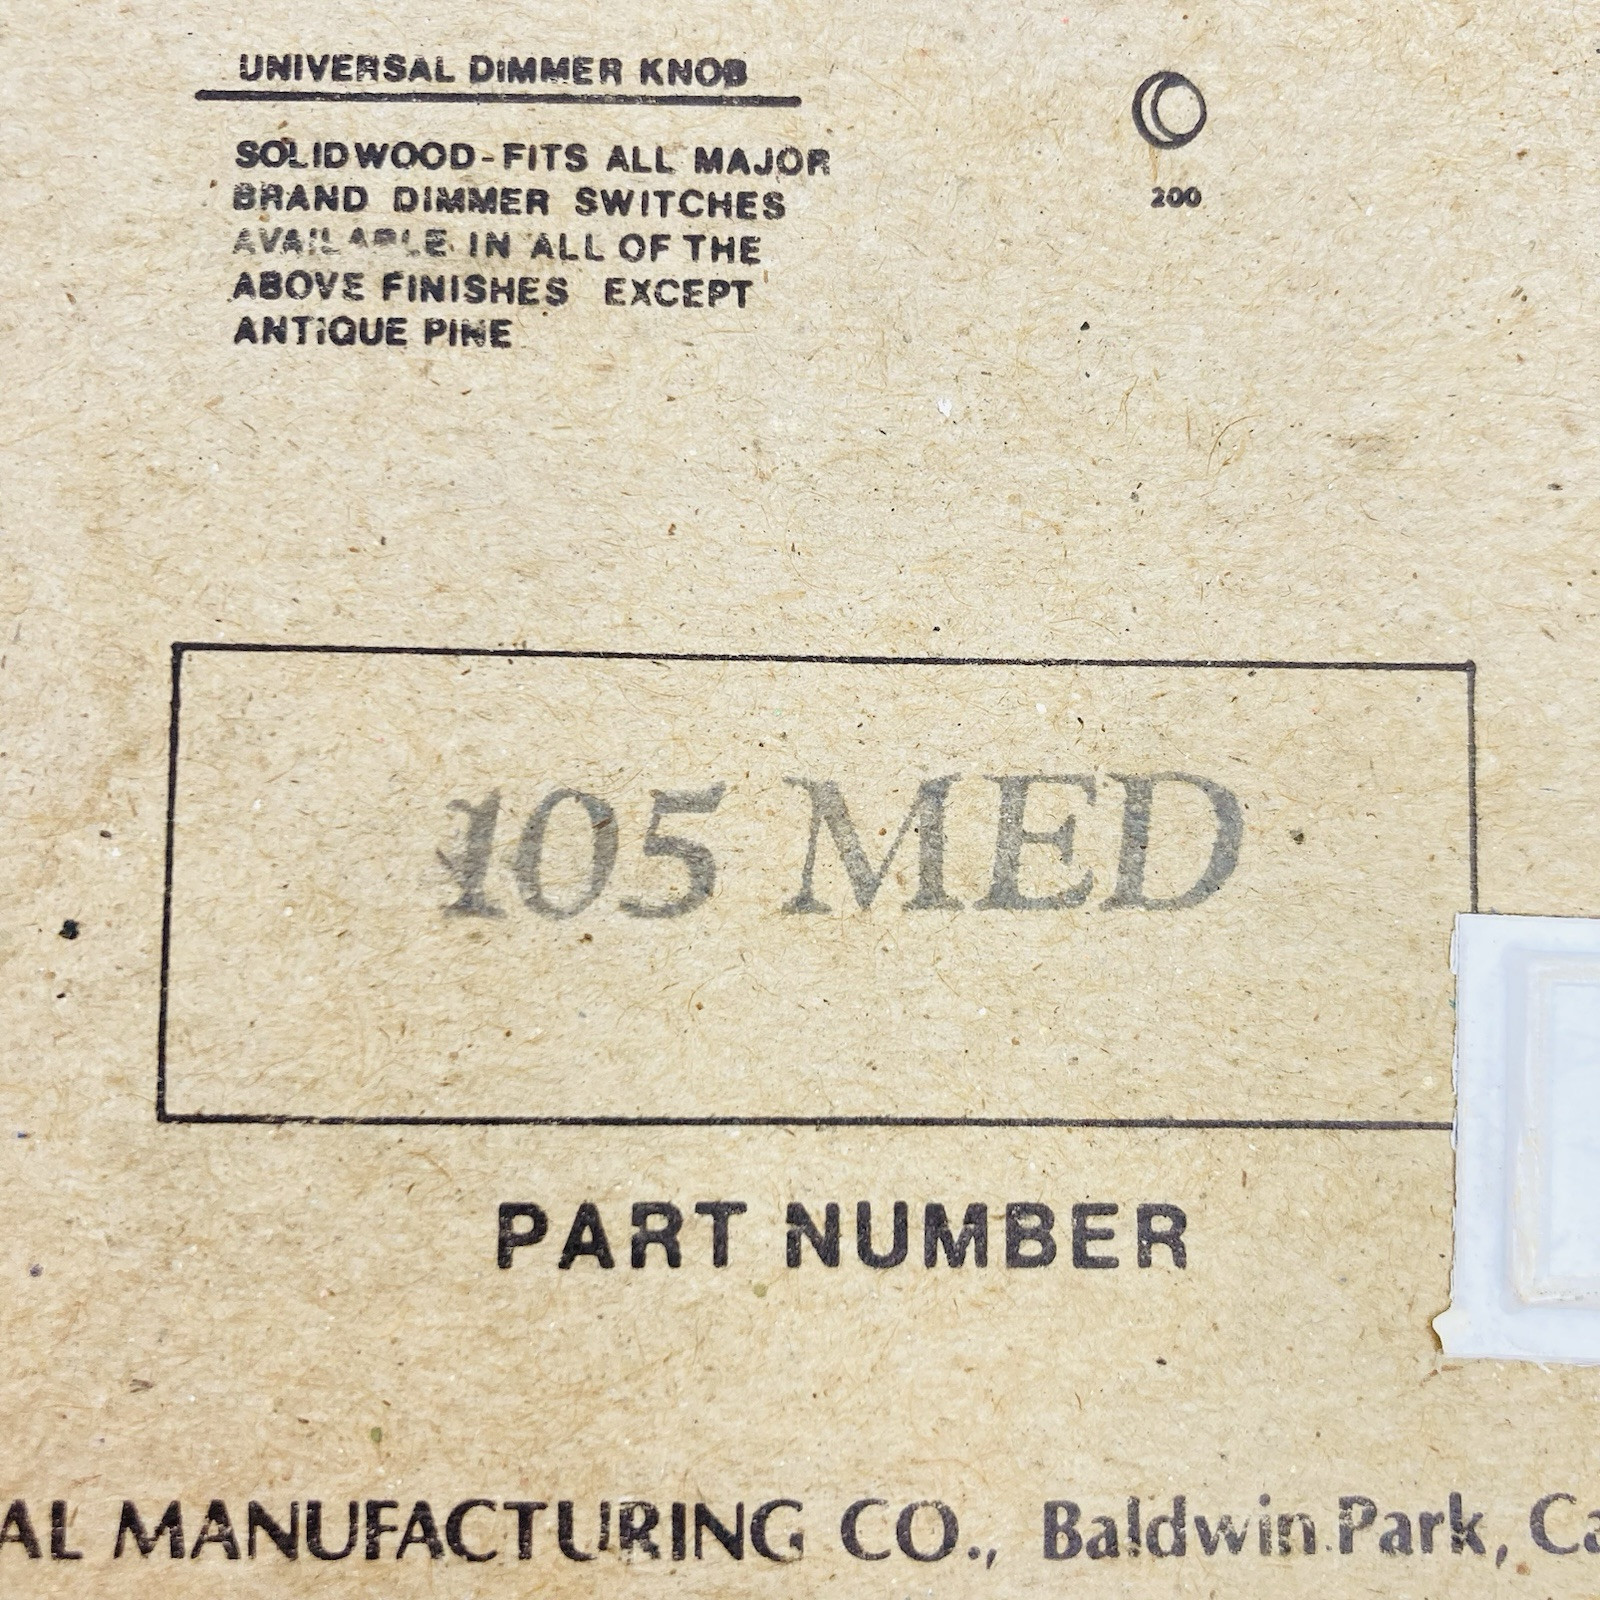 UNIVERSAL DIMMER KNOB
SOLIDWOOD-FITS ALL MAJOR
BRAND DIMMER SWITCHES
AVAILABLE IN ALL OF THE
ABOVE FINISHES EXCEPT
ANTIQUE PINE
200
105 MED
PART NUMBER
AL MANUFACTURING CO., Baldwin Park, Ca